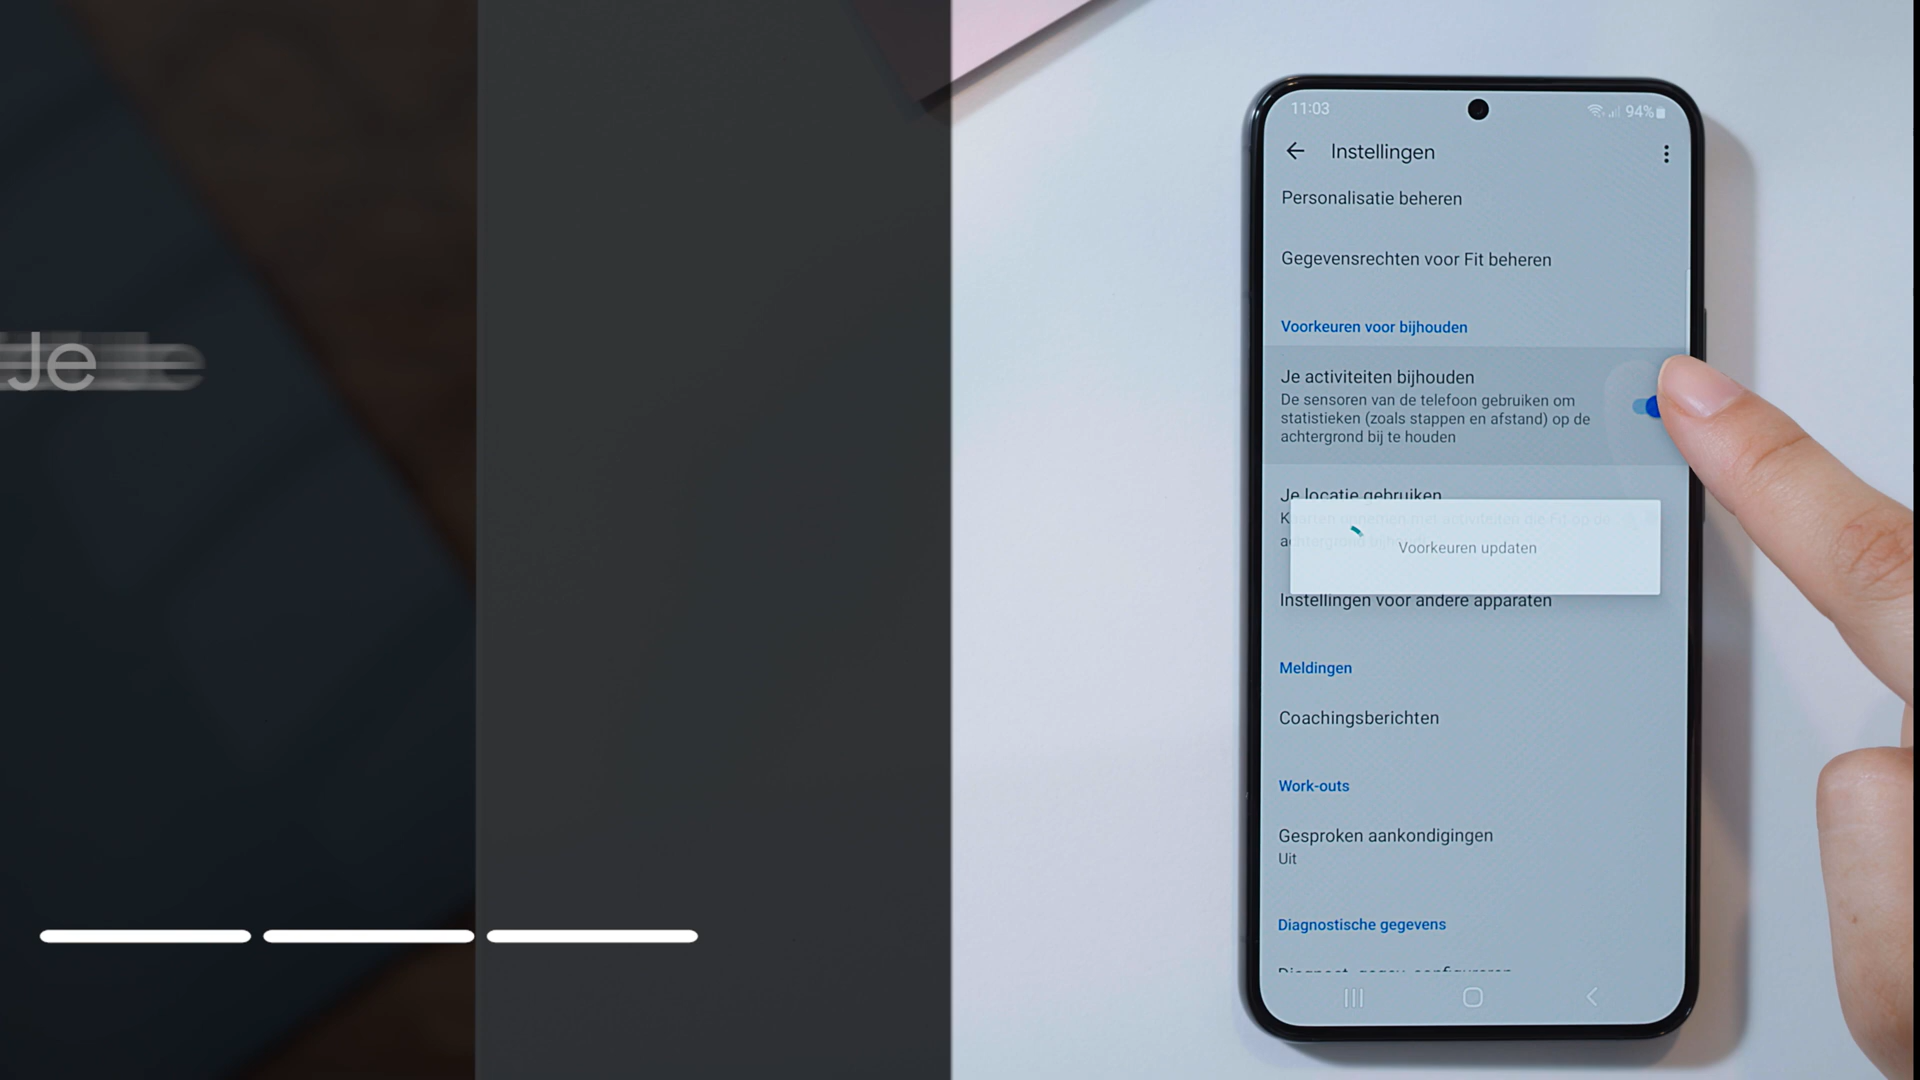 Je
11:03
94%
Instellingen
Personalisatie beheren
Gegevensrechten voor Fit beheren
Voorkeuren voor bijhouden
Je activiteiten bijhouden
De sensoren van de telefoon gebruiken om
statistieken (zoals stappen en afstand) op de
achtergrond bij te houden
Je locatie gebruiken
Voorkeuren updaten
Instellingen voor andere apparaten
Meldingen
Coachingsberichten
Work-outs
Gesproken aankondigingen
Uit
Diagnostische gegevens